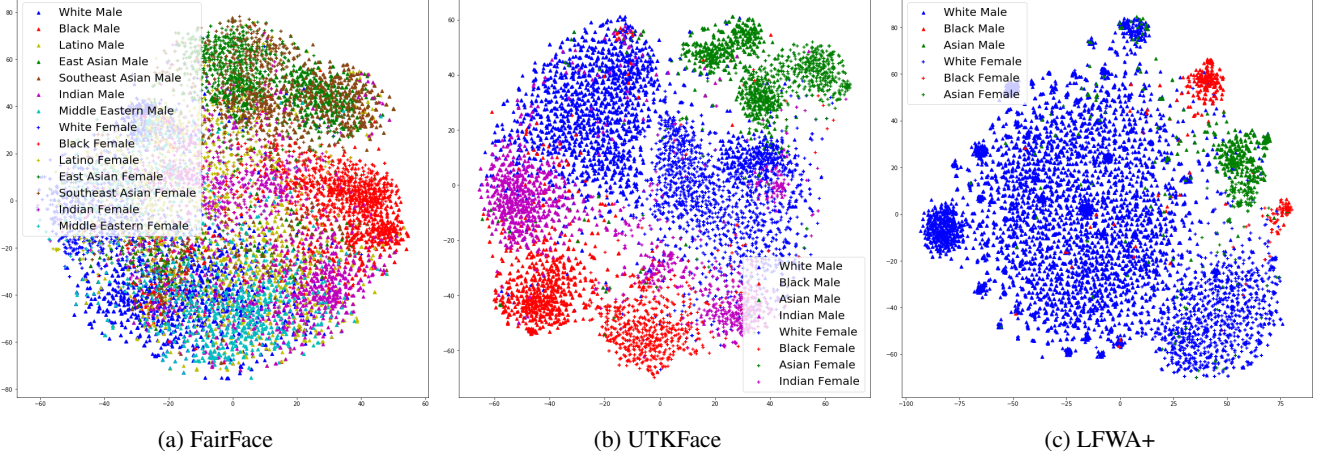 White Male
Black Male
Latino Male
East Asian Male
Southeast Asian Male
Indian Male
Middle Eastern Male
White Female
Black Female
Latino Female
East Asian Female
Southeast Asian Female
Indian Female
Middle Eastern Female
80
60
40
20
0
−20
−40
−60
−80
−60
−40
−20
0
20
40
60
(a) FairFace
60
40
20
0
−20
−40
−60
White Male
Black Male
Asian Male
Indian Male
White Female
Black Female
Asian Female
Indian Female
−60
−40
−20
0
20
40
60
(b) UTKFace
White Male
Black Male
Asian Male
White Female
Black Female
Asian Female
80
60
40
20
0
−20
−40
−60
−100
−75
−50
−25
0
25
50
75
(c) LFWA+